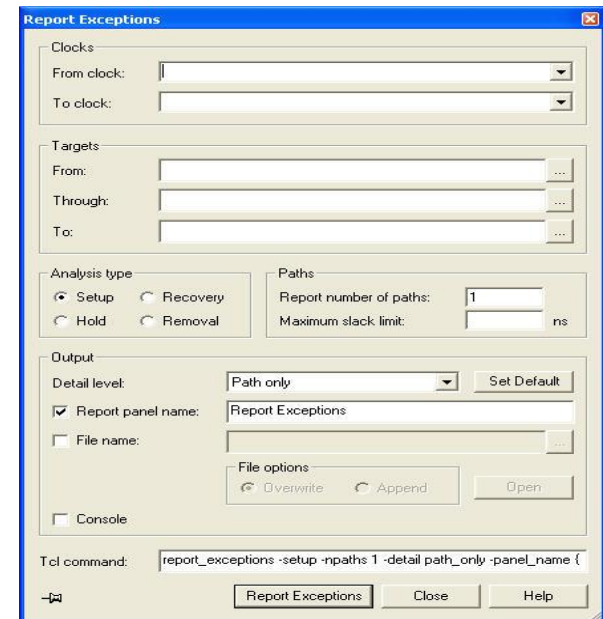 Report Exceptions
Clocks
From clock:
To clock:
Targets
From: ...
Through: ...
To: ...
Analysis type
Setup Recovery
Hold Removal
Paths
Report number of paths: 1
Maximum slack limit: ns
Output
Detail level: Path only Set Default
Report panel name: Report Exceptions
File name: ...
File options
Overwrite Append Open
Console
Tcl command: report_exceptions -setup -npaths 1 -detail path_only -panel_name {
Report Exceptions Close Help